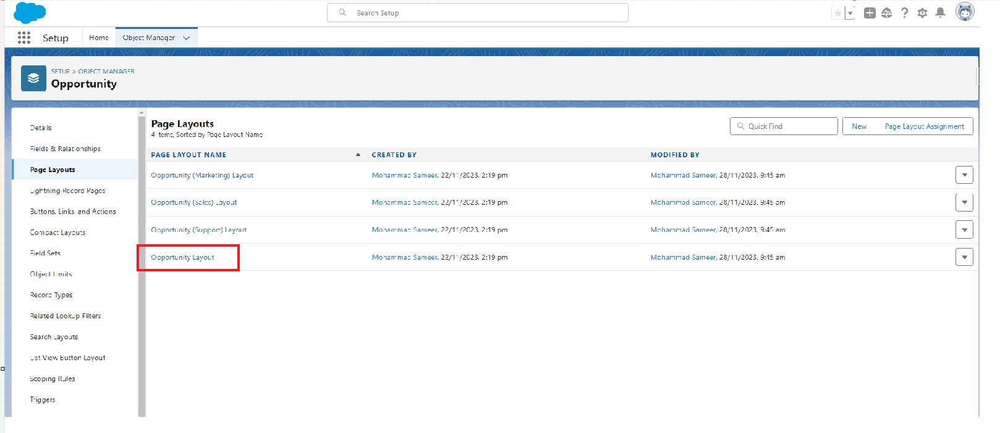 Search Setup
Setup
Home
Object Manager
SETUP > OBJECT MANAGER
Opportunity
Details
Fields & Relationships
Page Layouts
Lightning Record Pages
Buttons, Links, and Actions
Compact Layouts
Field Sets
Object Limits
Record Types
Related Lookup Filters
Search Layouts
List View Button Layout
Scoping Rules
Triggers
Page Layouts
4 Items, Sorted by Page Layout Name
Quick Find
New
Page Layout Assignment
PAGE LAYOUT NAME CREATED BY MODIFIED BY
Opportunity (Marketing) Layout Mohammad Sameer, 22/11/2023, 2:19 pm Mohammad Sameer, 28/11/2023, 9:45 am
Opportunity (Sales) Layout Mohammad Sameer, 22/11/2023, 2:19 pm Mohammad Sameer, 28/11/2023, 9:45 am
Opportunity (Support) Layout Mohammad Sameer, 22/11/2023, 2:19 pm Mohammad Sameer, 28/11/2023, 9:45 am
Opportunity Layout Mohammad Sameer, 22/11/2023, 2:19 pm Mohammad Sameer, 28/11/2023, 9:45 am